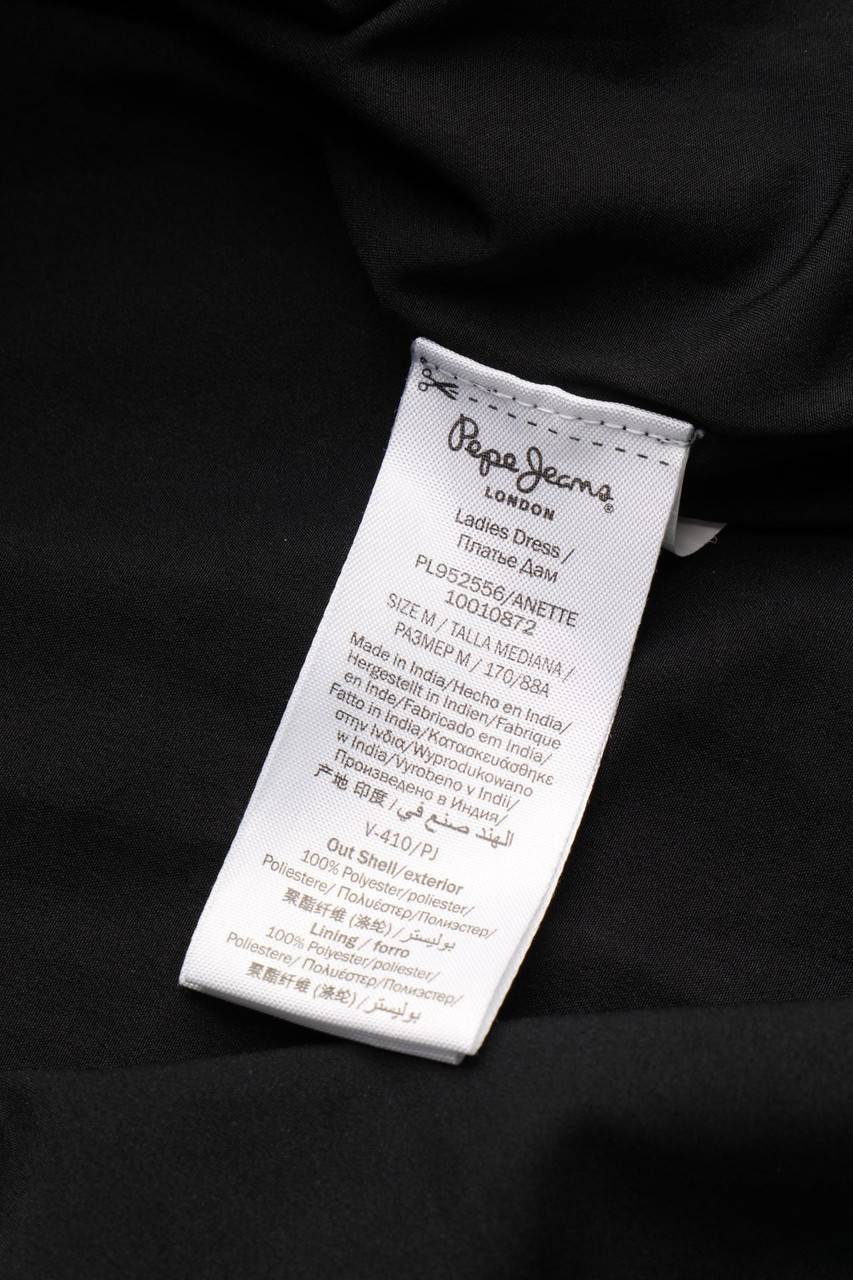 Pepe Jeans®
LONDON
Ladies Dress /
Платье Дам
PL952556/ANETTE
10010872
SIZE M / TALLA MEDIANA /
РАЗМЕР M / 170/88A
Made in India/Hecho en India/
Hergestellt in Indien/Fabrique
en Inde/Fabricado em India/
Fatto in India/Κατασκευάσθηκε
στην Ινδια/Wyprodukowano
w India/Vyrobeno v Indii/
Произведено в Индия/
产地 印度 / الهند صنع في
V-410/PJ
Out Shell/exterior
100% Polyester/poliester/
Poliestere/ Πολυέστερ/Полиэстер/
聚酯纤维 (涤纶) /بوليستر/
Lining / forro
100% Polyester/poliester/
Poliestere/ Πολυέστερ/Полиэстер/
聚酯纤维 (涤纶) /بوليستر/